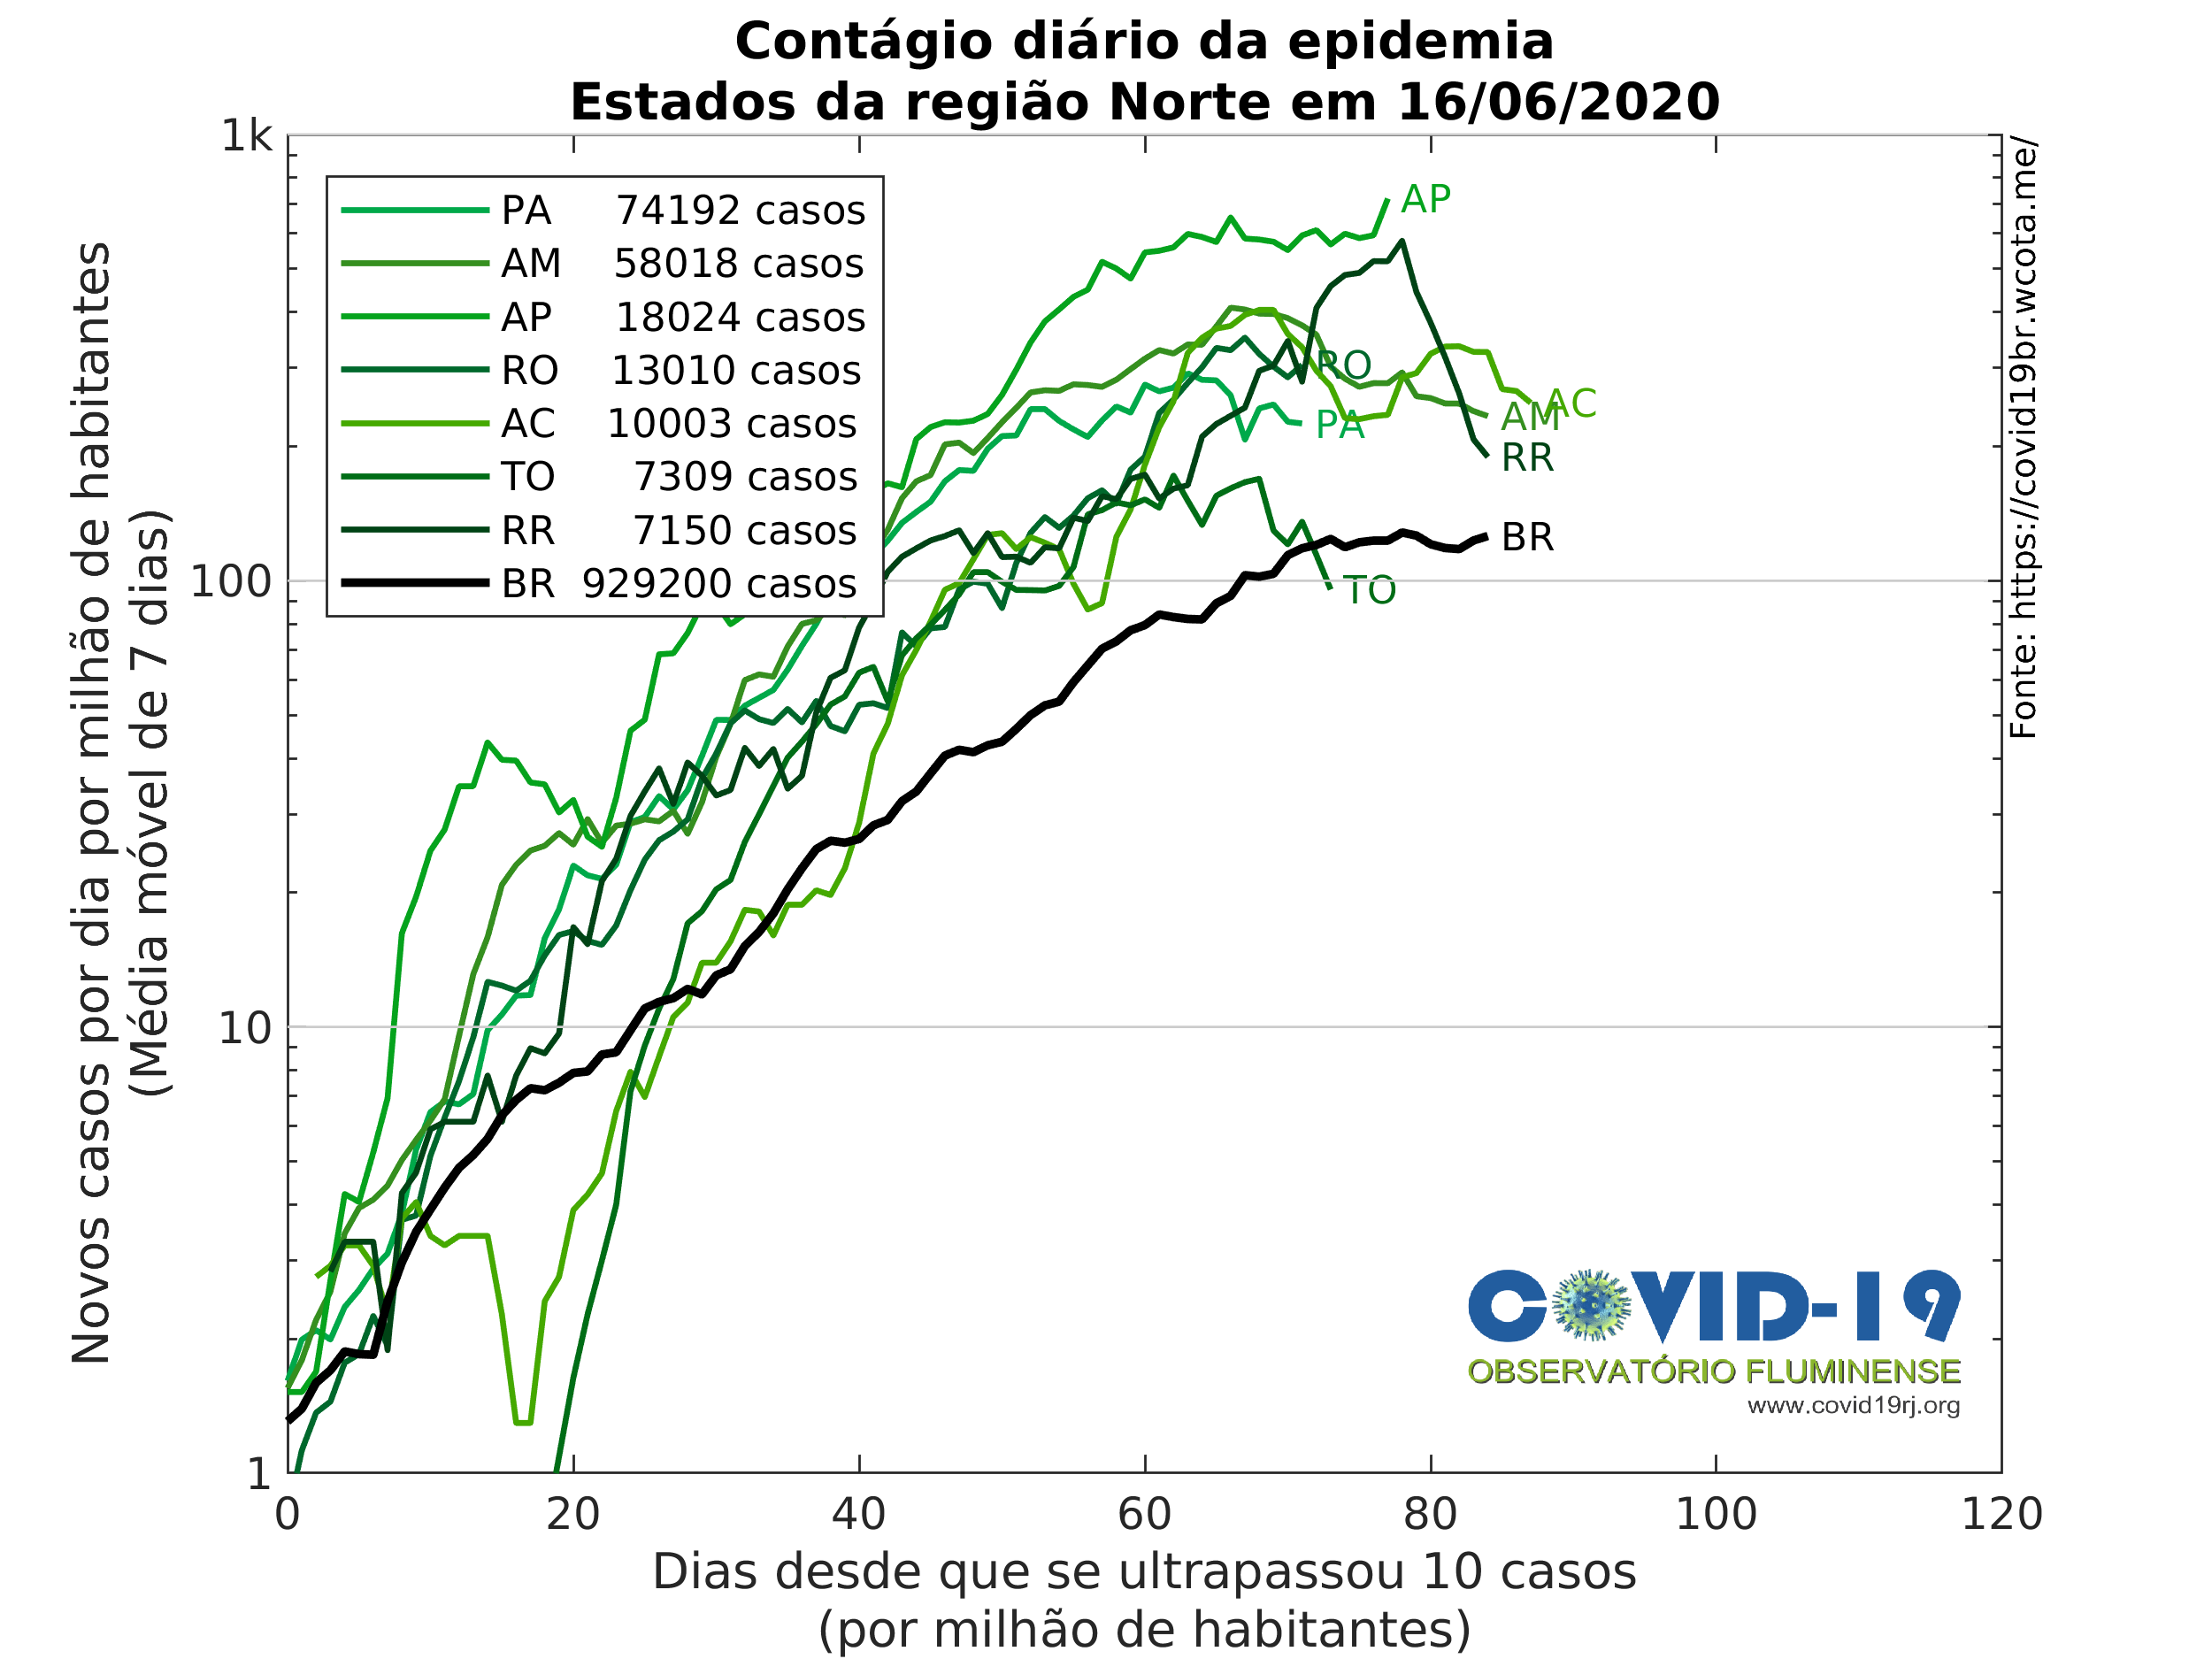 Contágio diário da epidemia
Estados da região Norte em 16/06/2020
Novos casos por dia por milhão de habitantes
(Média móvel de 7 dias)
1k
100
10
1
PA 74192 casos
AM 58018 casos
AP 18024 casos
RO 13010 casos
AC 10003 casos
TO 7309 casos
RR 7150 casos
BR 929200 casos
AP
RO
PA
AC
AM
RR
BR
TO
Fonte: https://covid19br.wcota.me/
COVID-19
OBSERVATÓRIO FLUMINENSE
www.covid19rj.org
0 20 40 60 80 100 120
Dias desde que se ultrapassou 10 casos
(por milhão de habitantes)